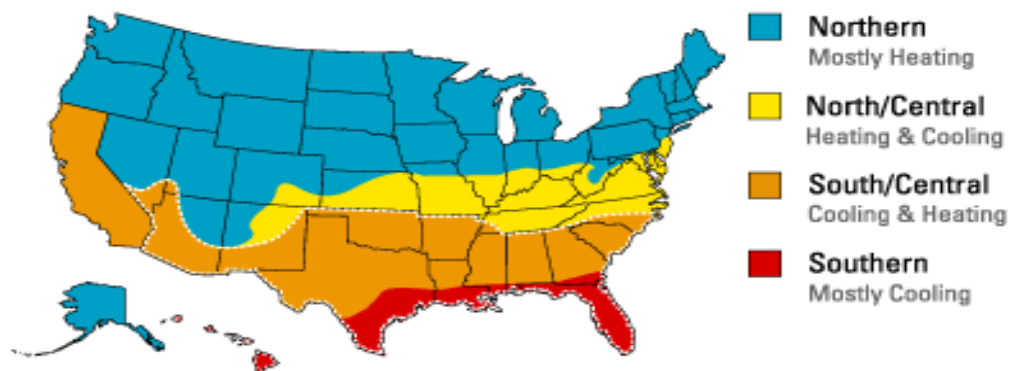 Northern
Mostly Heating
North/Central
Heating & Cooling
South/Central
Cooling & Heating
Southern
Mostly Cooling